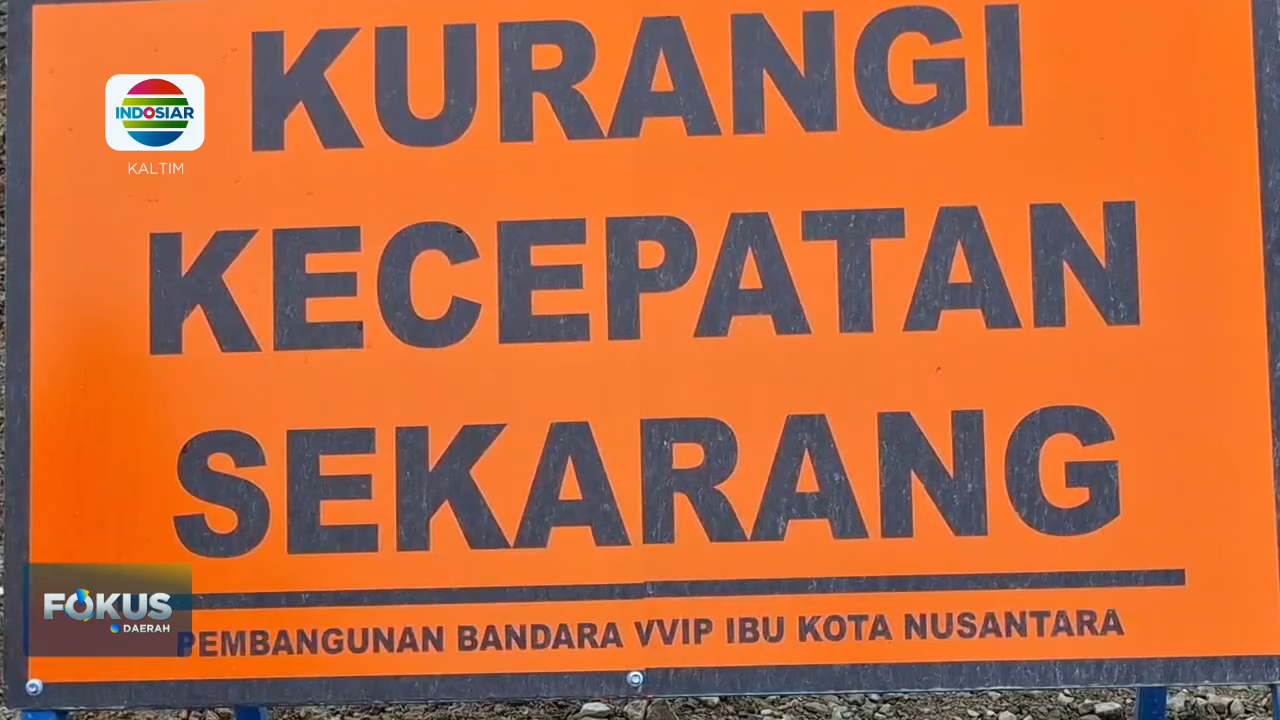 KURANGI
INDOSIAR
KALTIM
KECEPATAN
SEKARANG
FOKUS
DAERAH
PEMBANGUNAN BANDARA VVIP IBU KOTA NUSANTARA